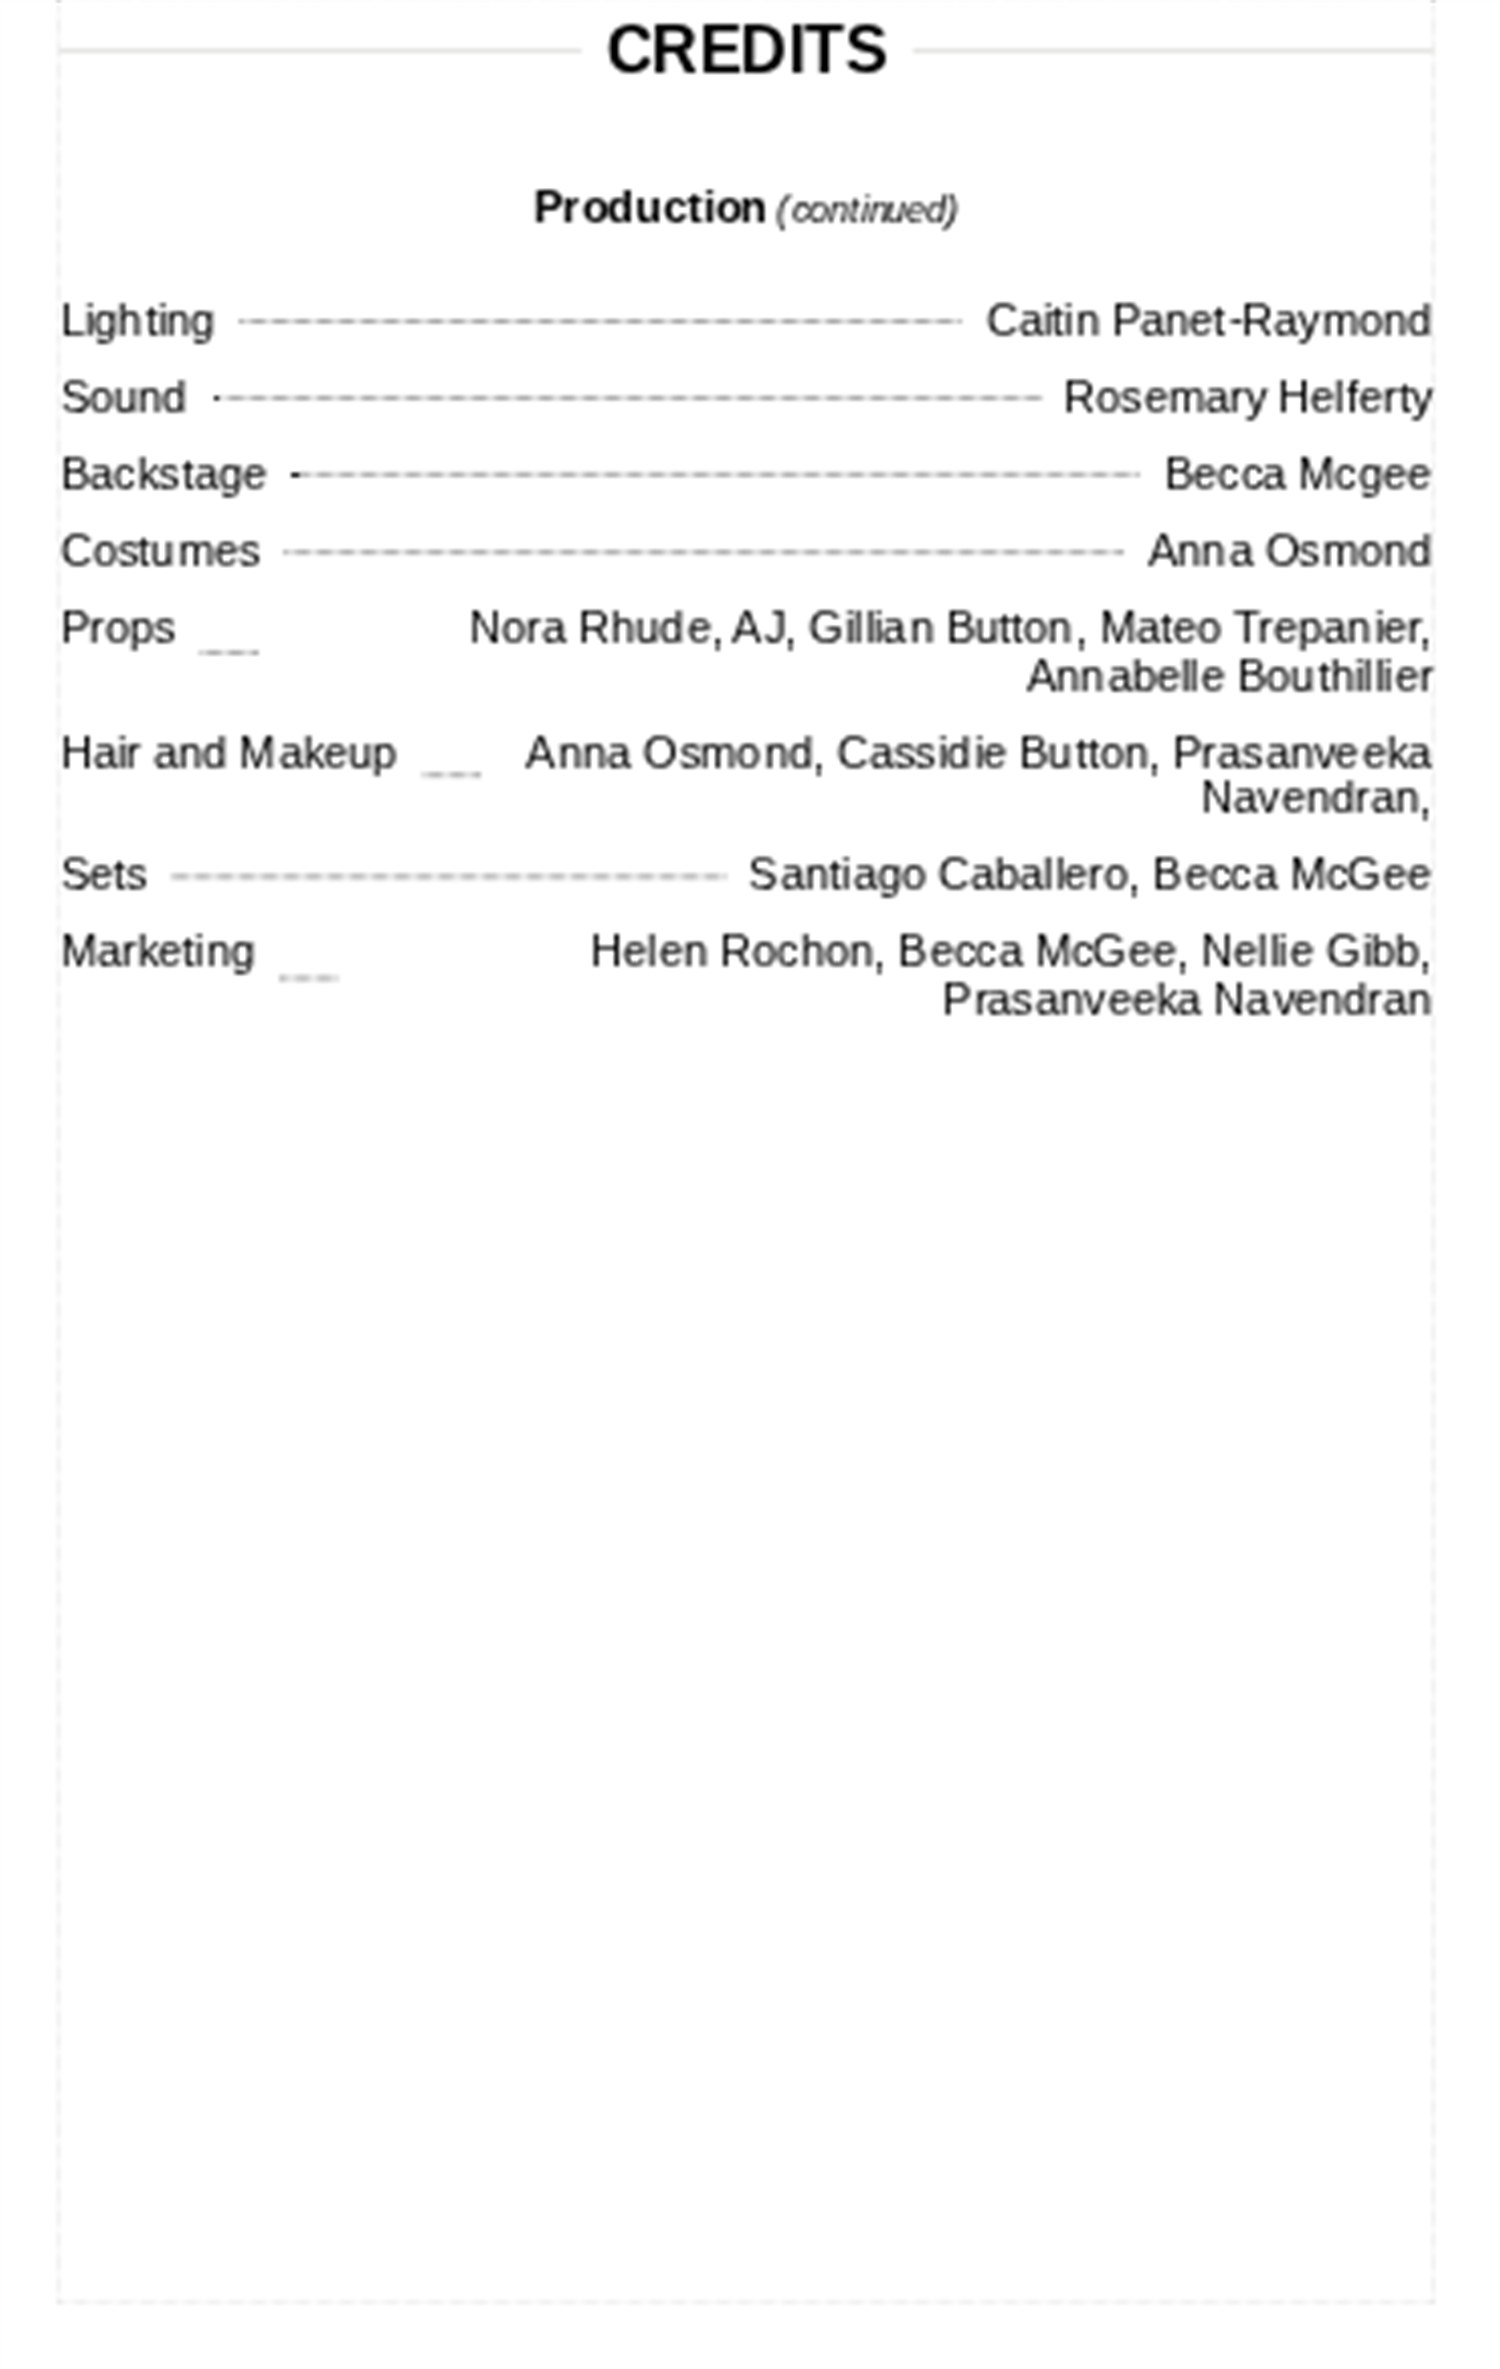 CREDITS
Production (continued)
Lighting Caitin Panet-Raymond
Sound Rosemary Helferty
Backstage Becca Mcgee
Costumes Anna Osmond
Props Nora Rhude, AJ, Gillian Button, Mateo Trepanier,
Annabelle Bouthillier
Hair and Makeup Anna Osmond, Cassidie Button, Prasanveeka
Navendran,
Sets Santiago Caballero, Becca McGee
Marketing Helen Rochon, Becca McGee, Nellie Gibb,
Prasanveeka Navendran